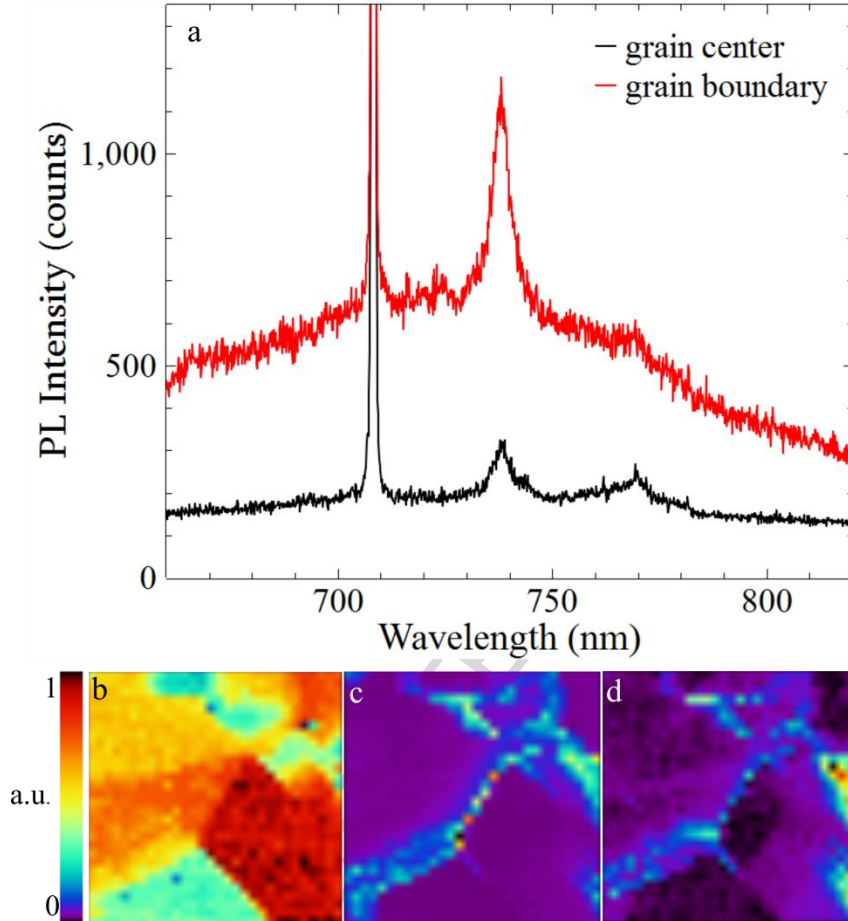 a
grain center
grain boundary
1,000
500
0
PL Intensity (counts)
700 750 800
Wavelength (nm)
1
a.u.
0
b
c
d